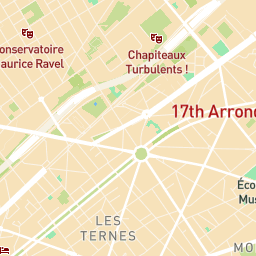 Chapiteaux
Turbulents !
onservatoire
aurice Ravel
17th Arrond
Éco
Mus
LES
TERNES
MO